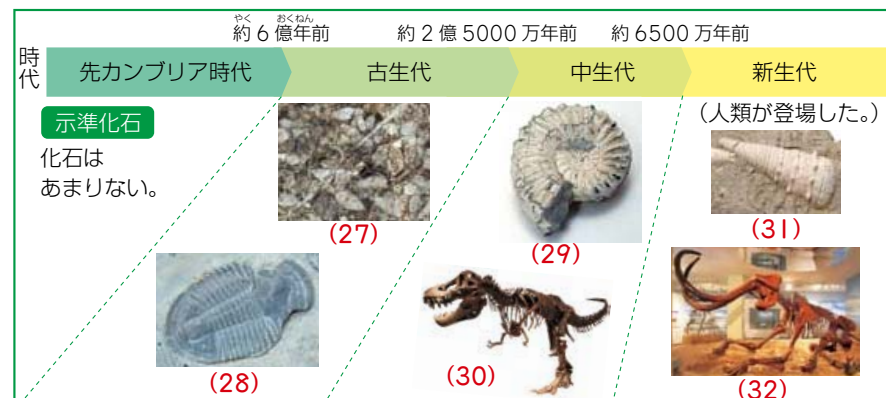 やく おくねん
約6億年前 約2億5000万年前 約6500万年前
時代 先カンブリア時代 古生代 中生代 新生代
示準化石
化石は
あまりない。
(人類が登場した。)
(27)
(28)
(29)
(30)
(31)
(32)